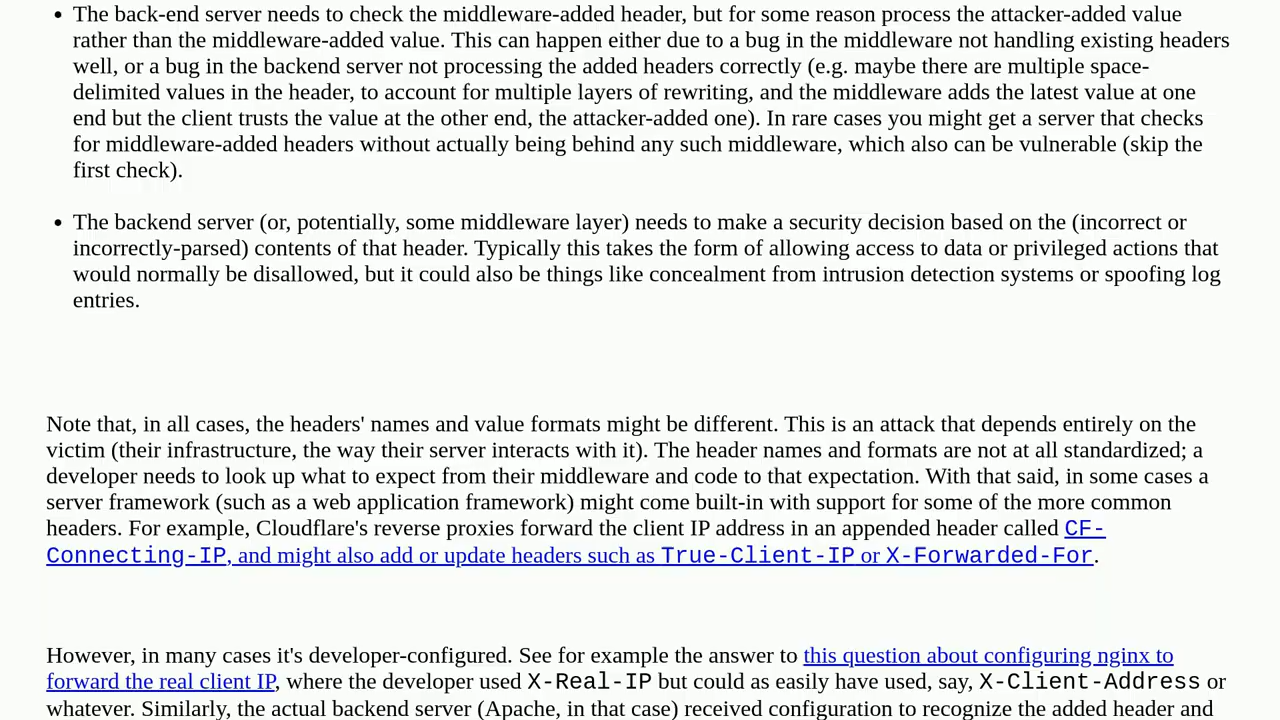 The back-end server needs to check the middleware-added header, but for some reason process the attacker-added value
rather than the middleware-added value. This can happen either due to a bug in the middleware not handling existing headers
well, or a bug in the backend server not processing the added headers correctly (e.g. maybe there are multiple space-
delimited values in the header, to account for multiple layers of rewriting, and the middleware adds the latest value at one
end but the client trusts the value at the other end, the attacker-added one). In rare cases you might get a server that checks
for middleware-added headers without actually being behind any such middleware, which also can be vulnerable (skip the
first check).
The backend server (or, potentially, some middleware layer) needs to make a security decision based on the (incorrect or
incorrectly-parsed) contents of that header. Typically this takes the form of allowing access to data or privileged actions that
would normally be disallowed, but it could also be things like concealment from intrusion detection systems or spoofing log
entries.
Note that, in all cases, the headers' names and value formats might be different. This is an attack that depends entirely on the
victim (their infrastructure, the way their server interacts with it). The header names and formats are not at all standardized; a
developer needs to look up what to expect from their middleware and code to that expectation. With that said, in some cases a
server framework (such as a web application framework) might come built-in with support for some of the more common
headers. For example, Cloudflare's reverse proxies forward the client IP address in an appended header called CF-
Connecting-IP, and might also add or update headers such as True-Client-IP or X-Forwarded-For.
However, in many cases it's developer-configured. See for example the answer to this question about configuring nginx to
forward the real client IP, where the developer used X-Real-IP but could as easily have used, say, X-Client-Address or
whatever. Similarly, the actual backend server (Apache, in that case) received configuration to recognize the added header and